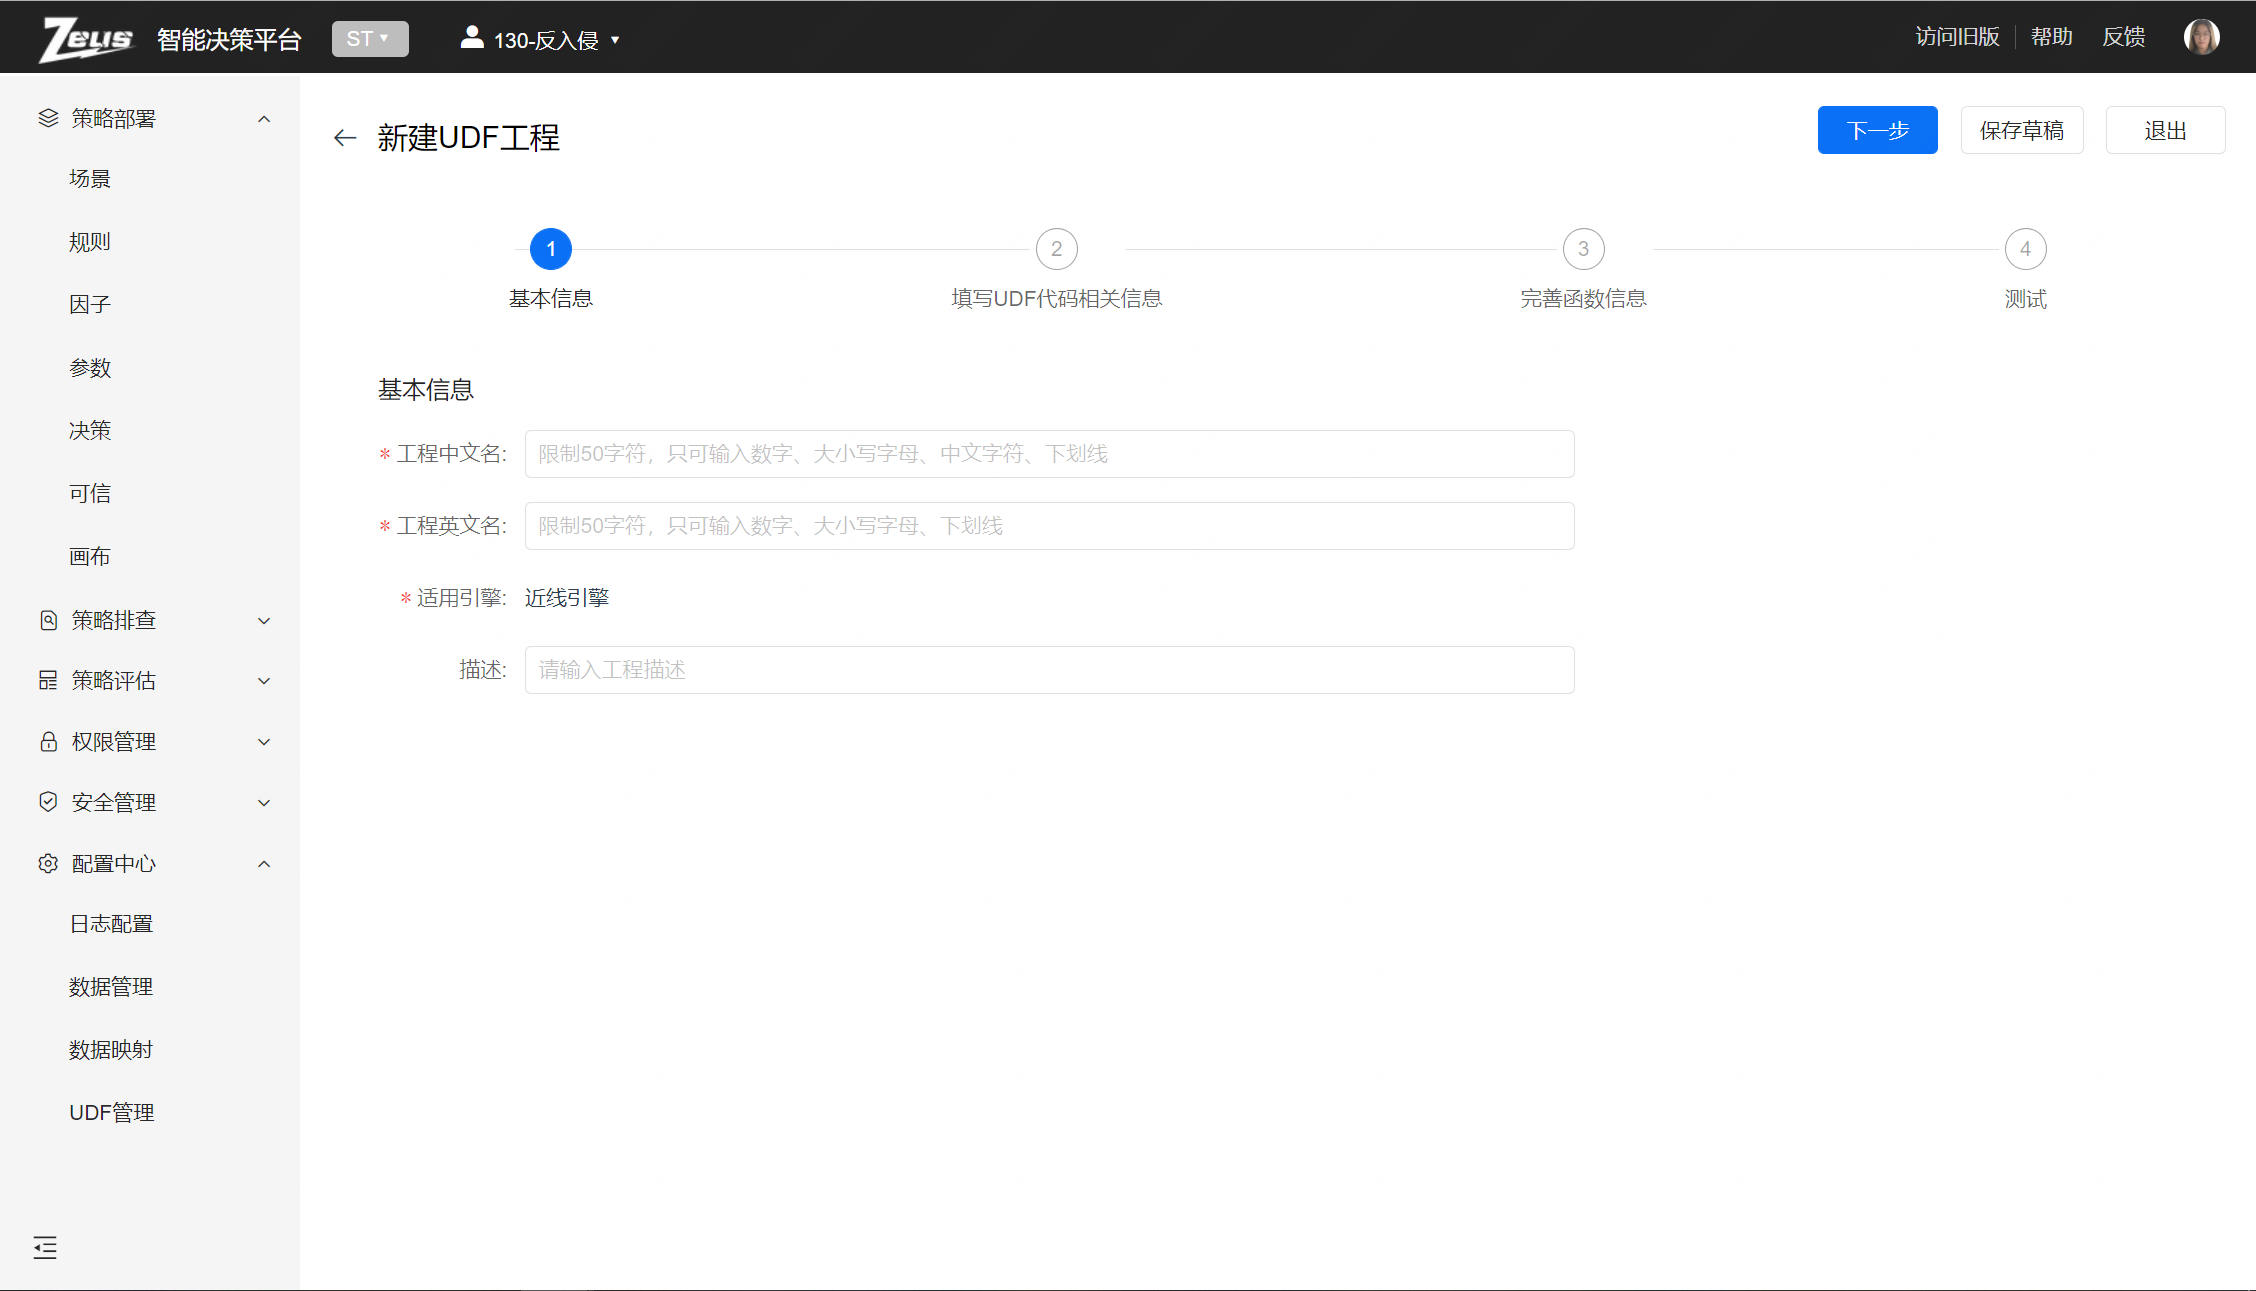 Zeus 智能决策平台 ST 130-反入侵 访问旧版 帮助 反馈
策略部署
场景
规则
因子
参数
决策
可信
画布
策略排查
策略评估
权限管理
安全管理
配置中心
日志配置
数据管理
数据映射
UDF管理
新建UDF工程
下一步 保存草稿 退出
1 2 3 4
基本信息 填写UDF代码相关信息 完善函数信息 测试
基本信息
* 工程中文名: 限制50字符，只可输入数字、大小写字母、中文字符、下划线
* 工程英文名: 限制50字符，只可输入数字、大小写字母、下划线
* 适用引擎: 近线引擎
描述: 请输入工程描述